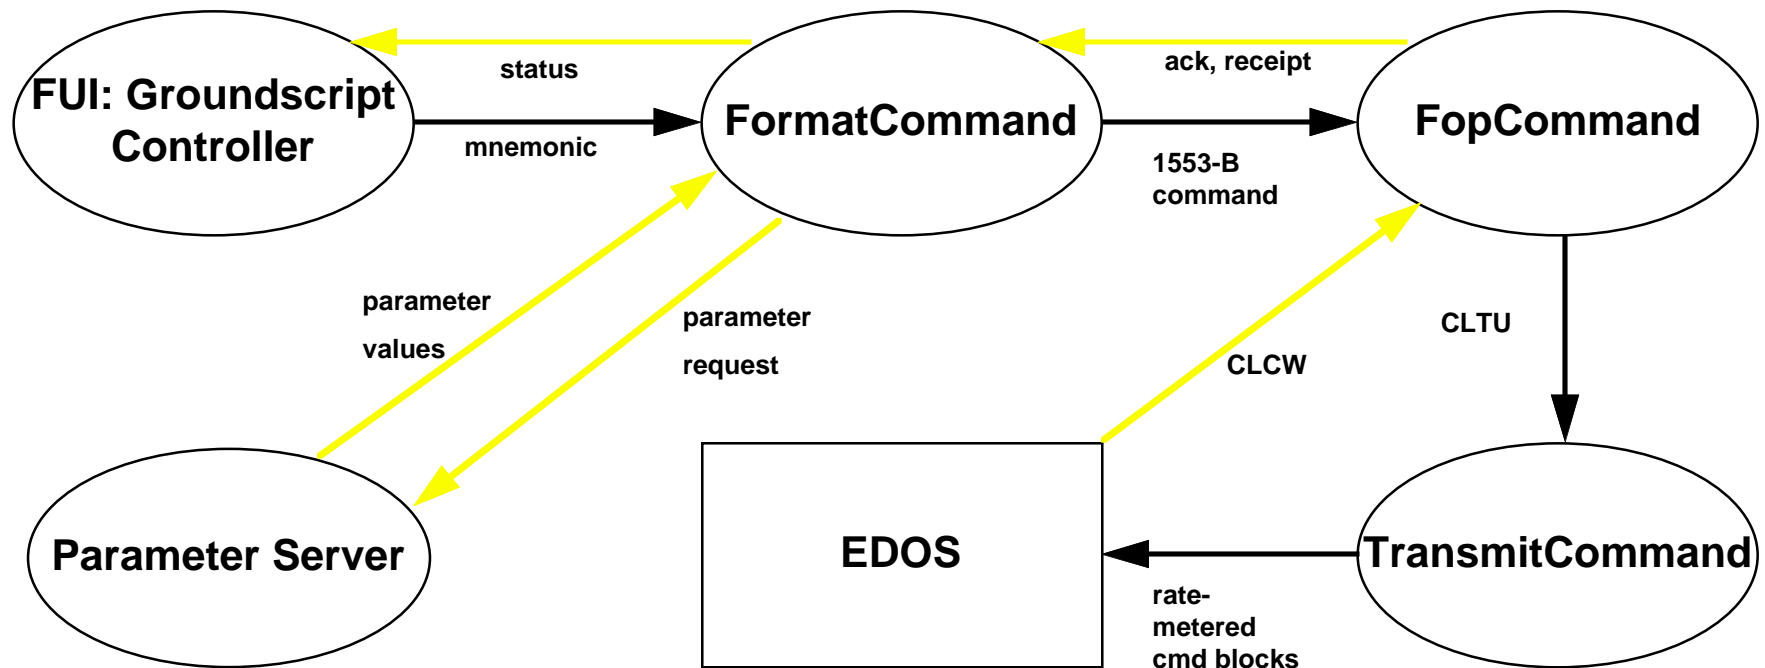 status
ack, receipt
FUI: Groundscript
Controller
FormatCommand
FopCommand
mnemonic
1553-B
command
parameter
values
parameter
request
CLCW
CLTU
Parameter Server
EDOS
TransmitCommand
rate-
metered
cmd blocks